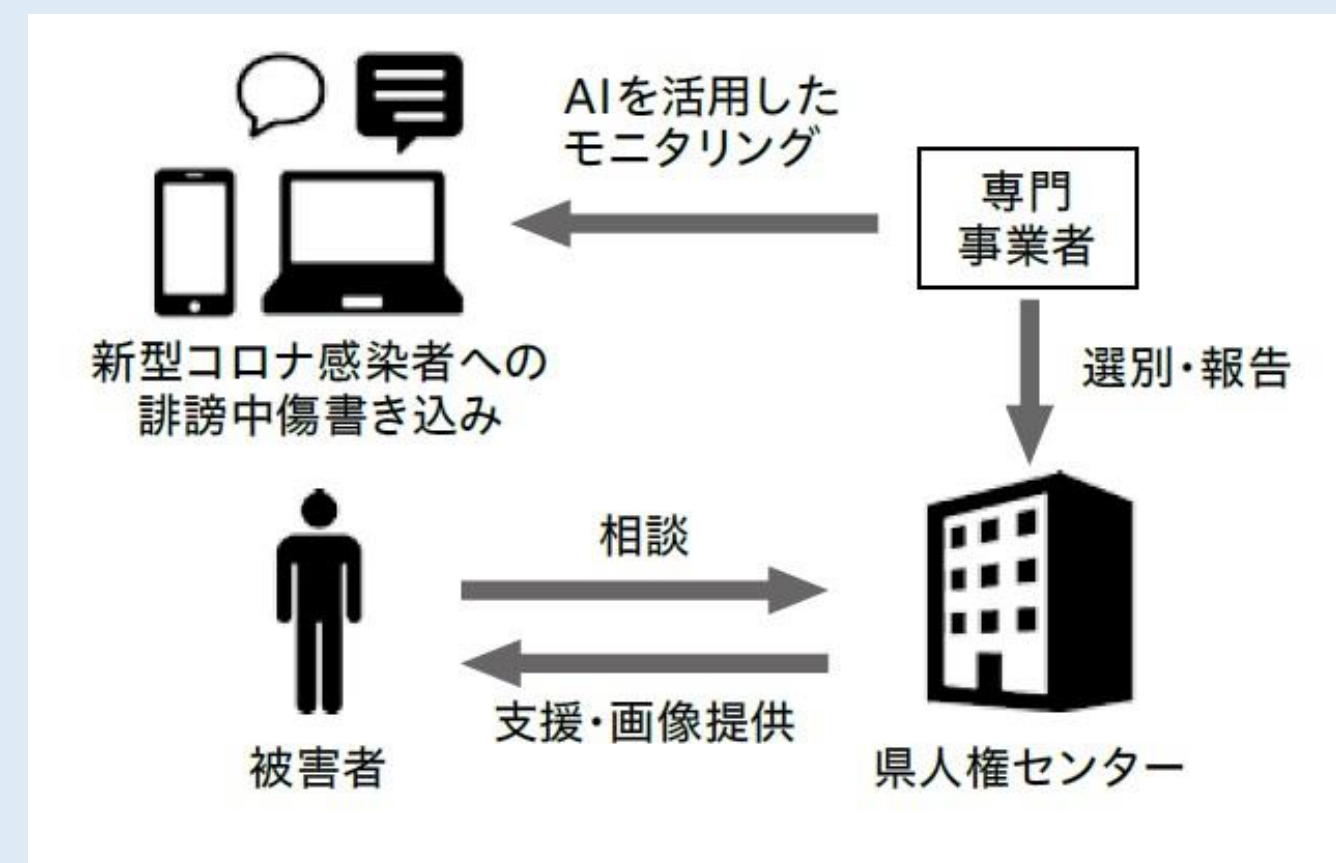 AIを活用した
モニタリング
専門
事業者
新型コロナ感染者への
誹謗中傷書き込み
選別・報告
相談
支援・画像提供
被害者
県人権センター